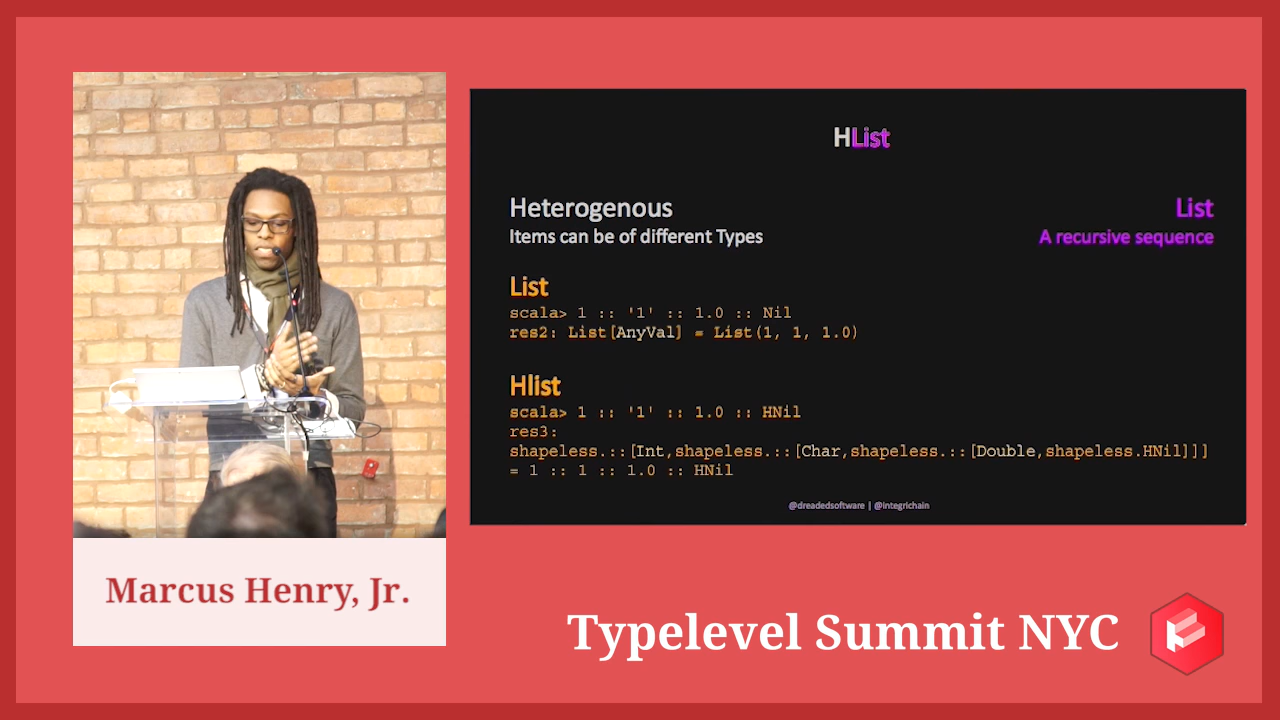 HList
Heterogenous
List
Items can be of different Types
A recursive sequence
List
scala> 1 :: '1' :: 1.0 :: Nil
res2: List[AnyVal] = List(1, 1, 1.0)
Hlist
scala> 1 :: '1' :: 1.0 :: HNil
res3:
shapeless.::[Int,shapeless.::[Char,shapeless.::[Double,shapeless.HNil]]]
= 1 :: 1 :: 1.0 :: HNil
@dreadedsoftware | @integrichain
Marcus Henry, Jr.
Typelevel Summit NYC